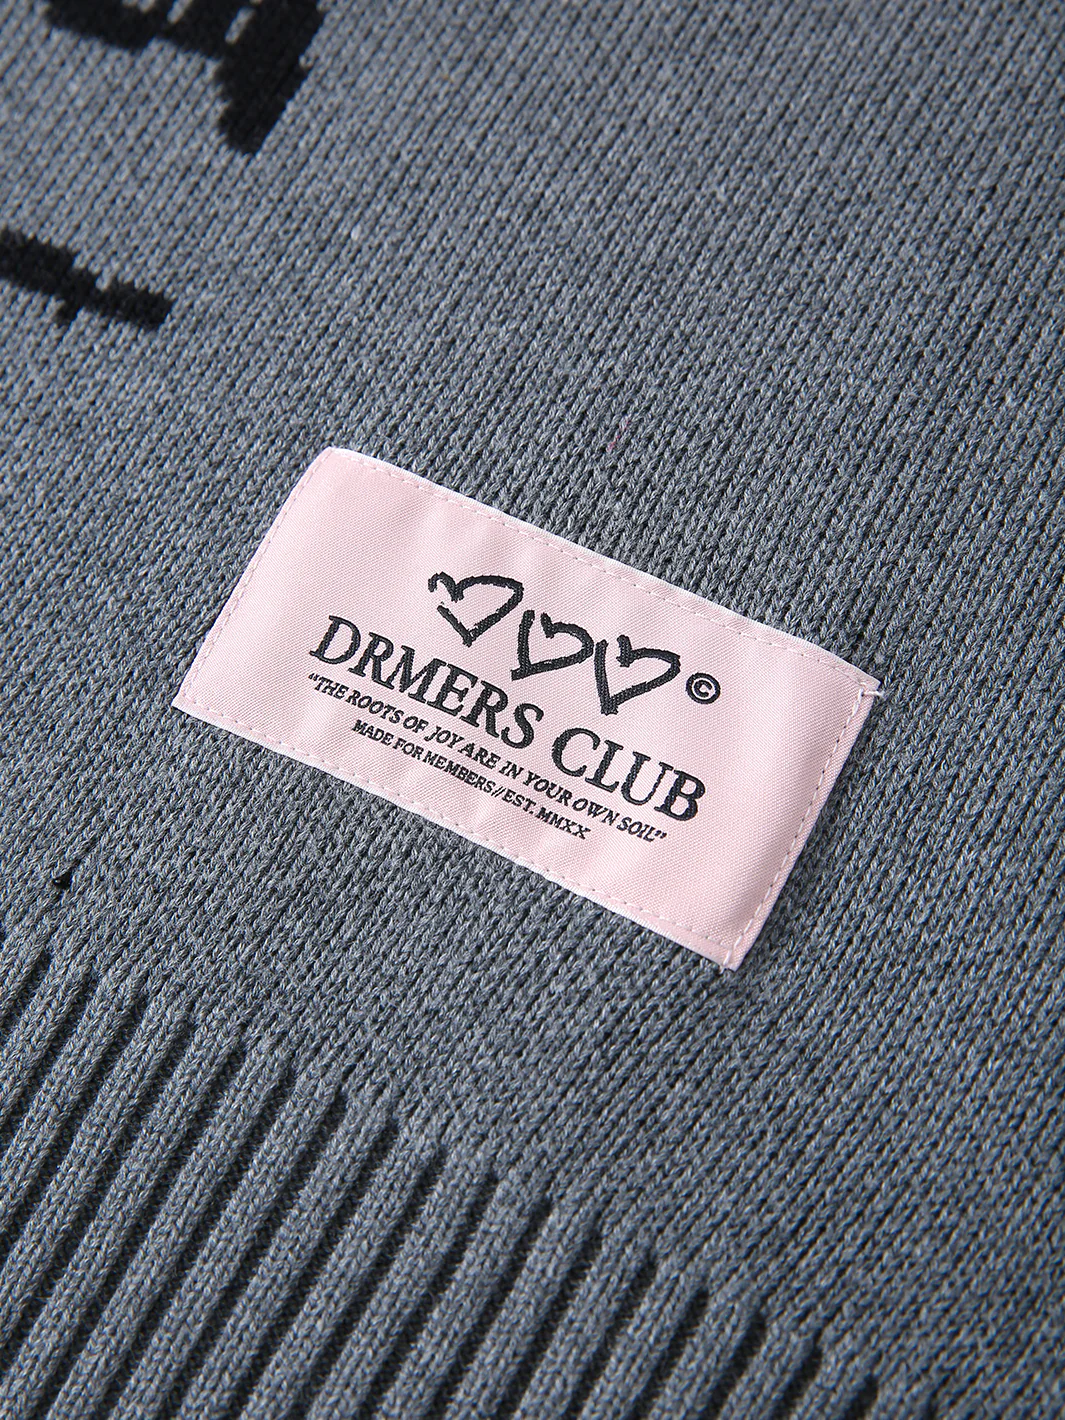 ©
DRMERS CLUB
“THE ROOTS OF JOY ARE IN YOUR OWN SOIL”
MADE FOR MEMBERS//EST. MMXX